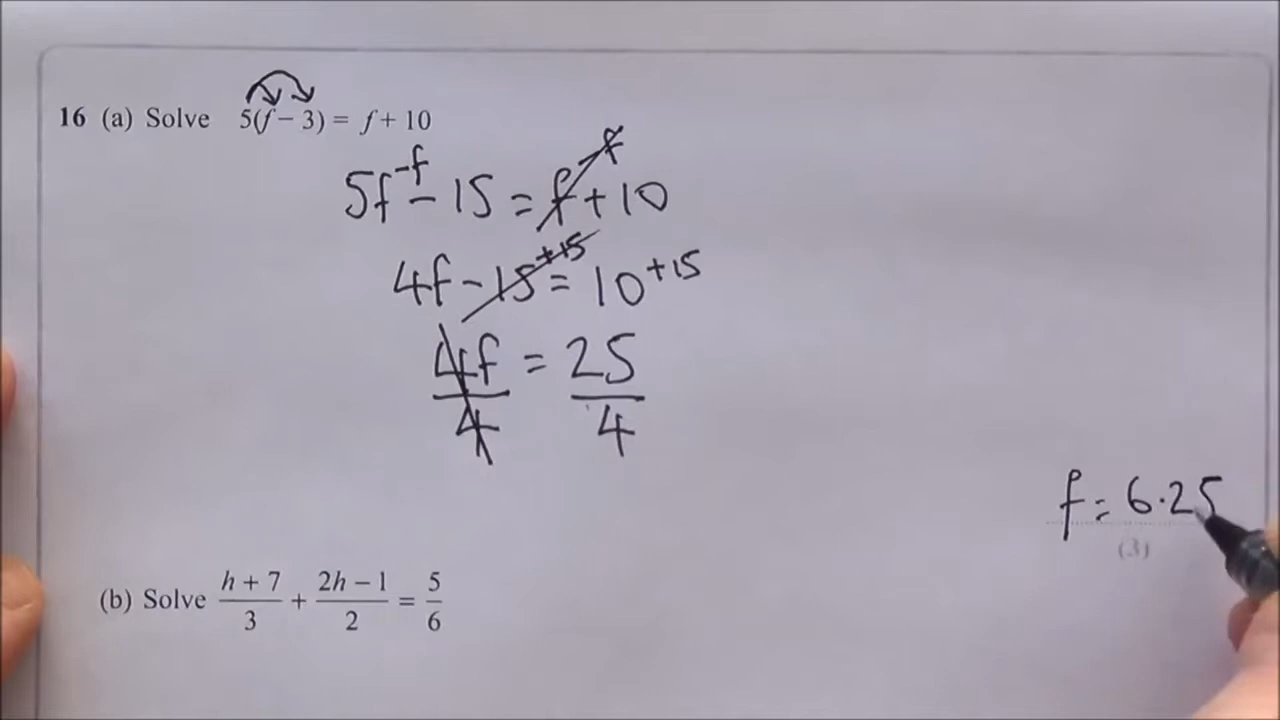 16 (a) Solve 5(f − 3) = f + 10
5f -f − 15 = f -f + 10
4f − 15 +15 = 10 +15
4f = 25
4 4
f = 6.25
(3)
(b) Solve h + 7 / 3 + 2h − 1 / 2 = 5 / 6